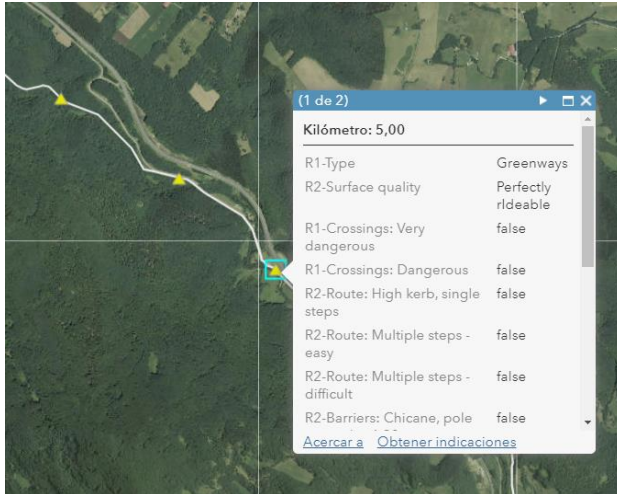 (1 de 2)
Kilómetro: 5,00
R1-Type Greenways
R2-Surface quality Perfectly
rIdeable
R1-Crossings: Very false
dangerous
R1-Crossings: Dangerous false
R2-Route: High kerb, single false
steps
R2-Route: Multiple steps - false
easy
R2-Route: Multiple steps - false
difficult
R2-Barriers: Chicane, pole false
Acercar a Obtener indicaciones